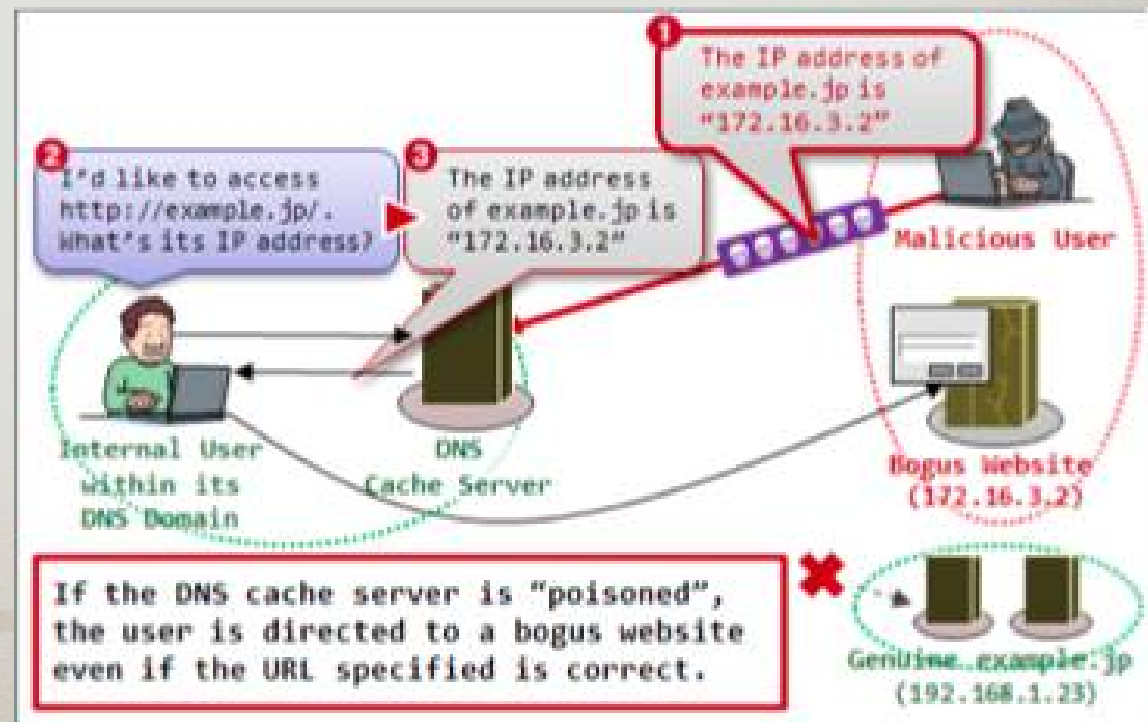 1
The IP address of
example.jp is
"172.16.3.2"
2
I'd like to access
http://example.jp/.
What's its IP address?
3
The IP address
of example.jp is
"172.16.3.2"
Malicious User
Internal User
within its
DNS Domain
DNS
Cache Server
Bogus Website
(172.16.3.2)
If the DNS cache server is "poisoned",
the user is directed to a bogus website
even if the URL specified is correct.
Genuine example.jp
(192.168.1.23)